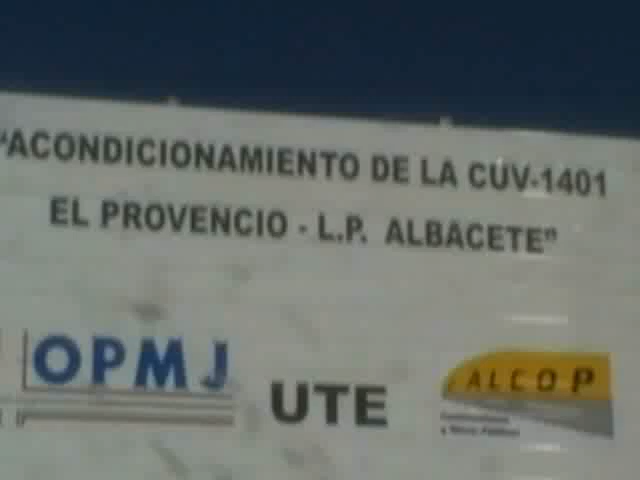 "ACONDICIONAMIENTO DE LA CUV-1401
EL PROVENCIO - L.P. ALBACETE"
OPMJ
UTE
ALCOP